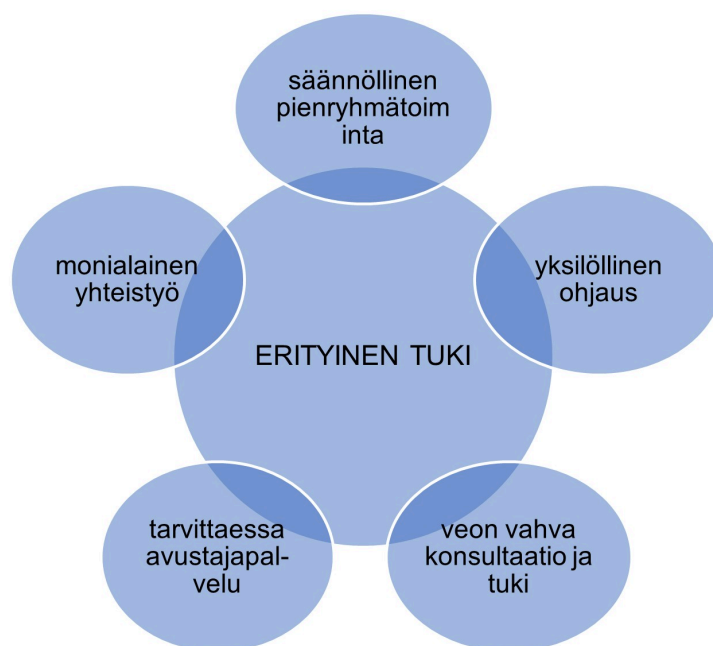 säännöllinen
pienryhmätoim
inta
monialainen
yhteistyö
yksilöllinen
ohjaus
ERITYINEN TUKI
tarvittaessa
avustajapal-
velu
veon vahva
konsultaatio ja
tuki